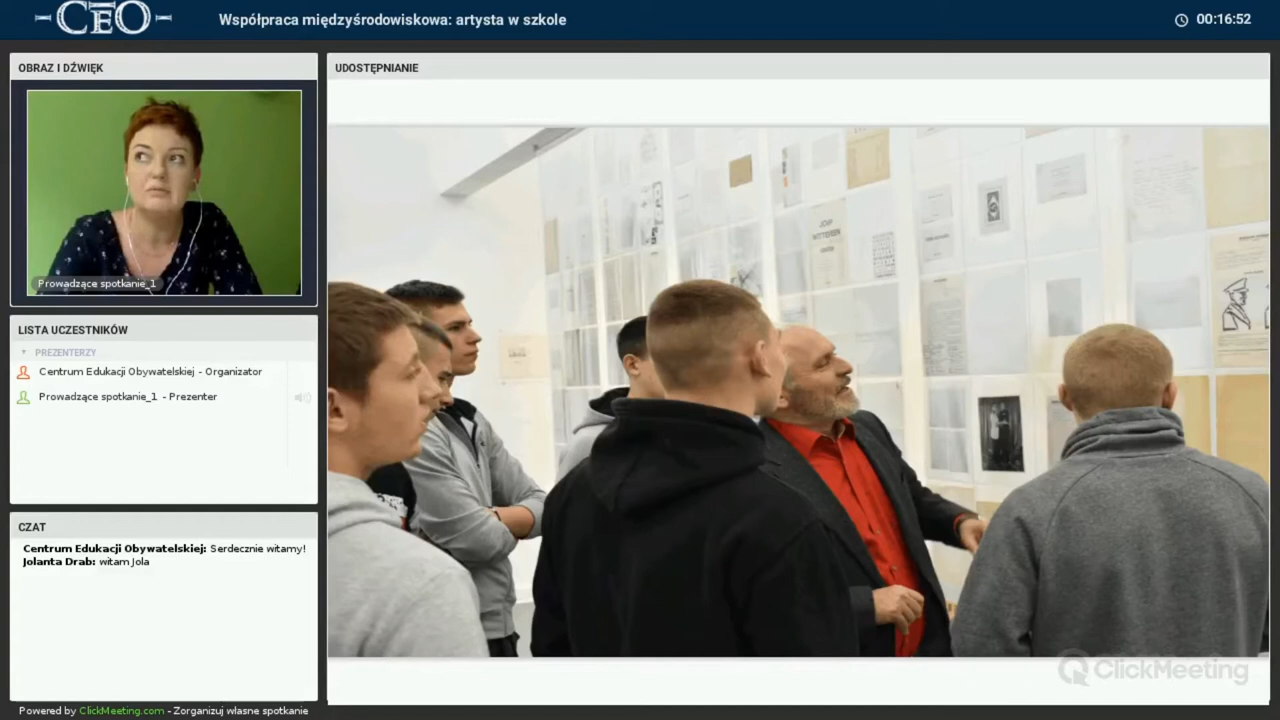 CEO
Współpraca międzyśrodowiskowa: artysta w szkole
00:16:52
OBRAZ I DŹWIĘK
Prowadzące spotkanie_1
LISTA UCZESTNIKÓW
PREZENTERZY
Centrum Edukacji Obywatelskiej - Organizator
Prowadzące spotkanie_1 - Prezenter
CZAT
Centrum Edukacji Obywatelskiej: Serdecznie witamy!
Jolanta Drab: witam Jola
Powered by ClickMeeting.com - Zorganizuj własne spotkanie
UDOSTĘPNIANIE
ClickMeeting